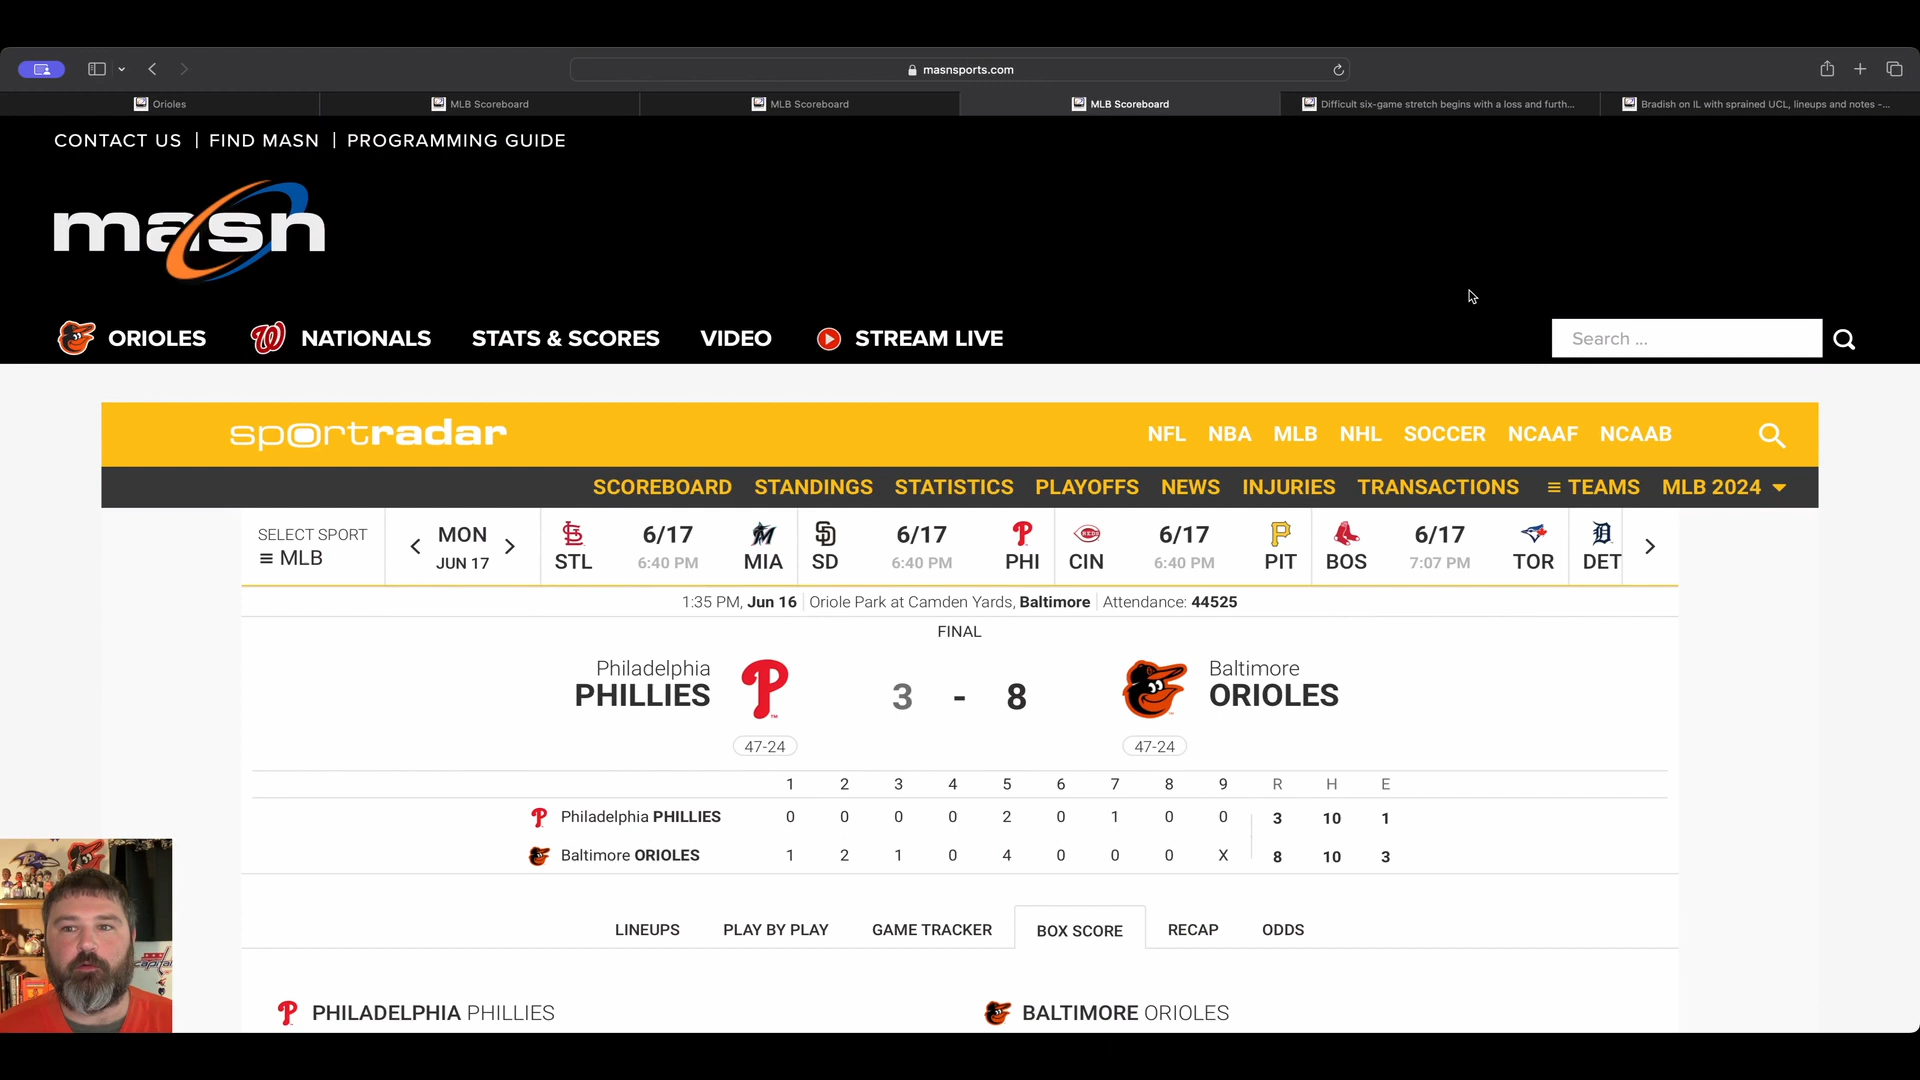 masnsports.com
Orioles
MLB Scoreboard
MLB Scoreboard
MLB Scoreboard
Difficult six-game stretch begins with a loss and furth...
Bradish on IL with sprained UCL, lineups and notes -...
CONTACT US | FIND MASN | PROGRAMMING GUIDE
masn
ORIOLES NATIONALS STATS & SCORES VIDEO STREAM LIVE Search ...
sportradar NFL NBA MLB NHL SOCCER NCAAF NCAAB
SCOREBOARD STANDINGS STATISTICS PLAYOFFS NEWS INJURIES TRANSACTIONS TEAMS MLB 2024
SELECT SPORT
MLB
MON
JUN 17
STL 6/17 6:40 PM MIA
SD 6/17 6:40 PM PHI
CIN 6/17 6:40 PM PIT
BOS 6/17 7:07 PM TOR
DET
1:35 PM, Jun 16 | Oriole Park at Camden Yards, Baltimore | Attendance: 44525
FINAL
Philadelphia
PHILLIES
47-24
3 - 8
Baltimore
ORIOLES
47-24
1 2 3 4 5 6 7 8 9 R H E
Philadelphia PHILLIES 0 0 0 0 2 0 1 0 0 3 10 1
Baltimore ORIOLES 1 2 1 0 4 0 0 0 X 8 10 3
LINEUPS PLAY BY PLAY GAME TRACKER BOX SCORE RECAP ODDS
PHILADELPHIA PHILLIES
BALTIMORE ORIOLES
capitals